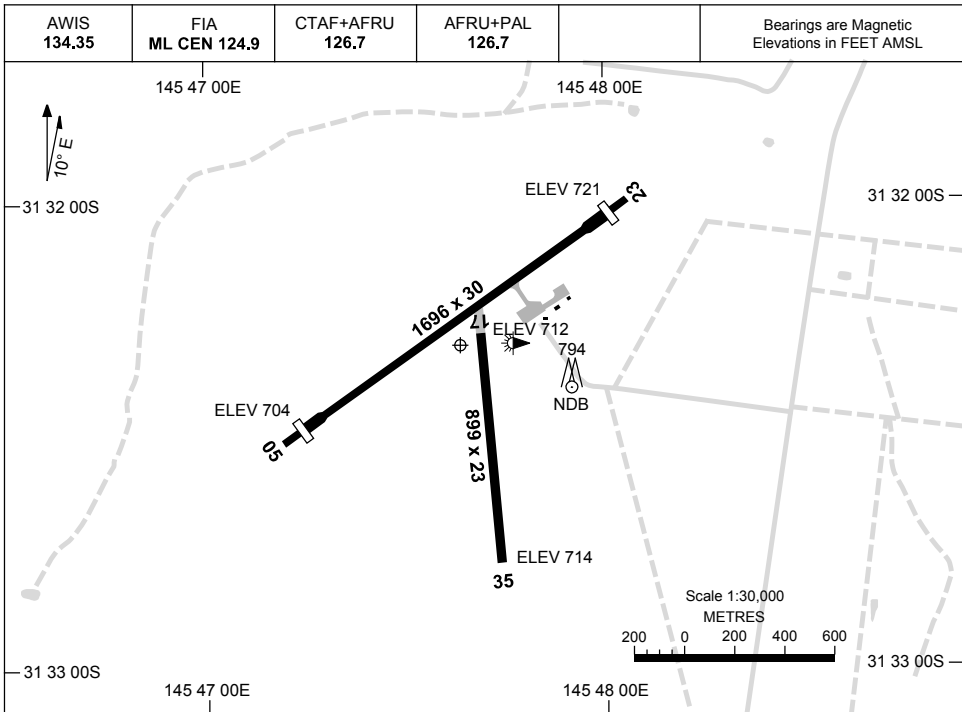 AWIS
134.35
FIA
ML CEN 124.9
CTAF+AFRU
126.7
AFRU+PAL
126.7
Bearings are Magnetic
Elevations in FEET AMSL
145 47 00E
145 48 00E
10° E
31 32 00S
31 32 00S
ELEV 721
23
1696 x 30
17
ELEV 712
794
NDB
ELEV 704
05
899 x 23
ELEV 714
35
Scale 1:30,000
METRES
200 0 200 400 600
31 33 00S
31 33 00S
145 47 00E
145 48 00E